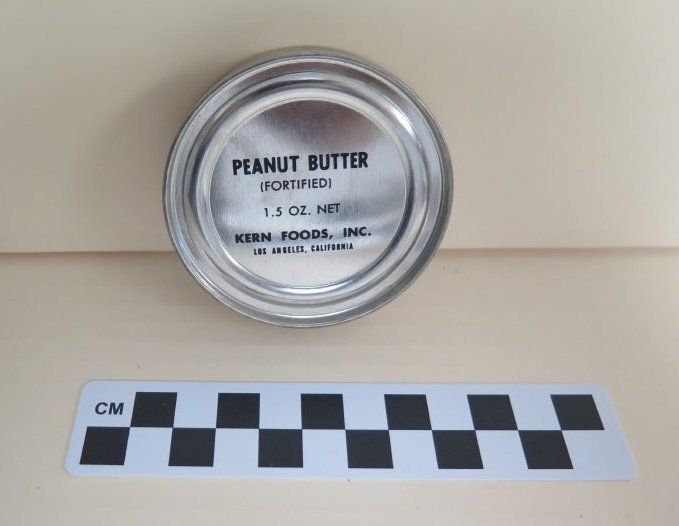 PEANUT BUTTER
(FORTIFIED)
1.5 OZ. NET
KERN FOODS, INC.
LOS ANGELES, CALIFORNIA
CM